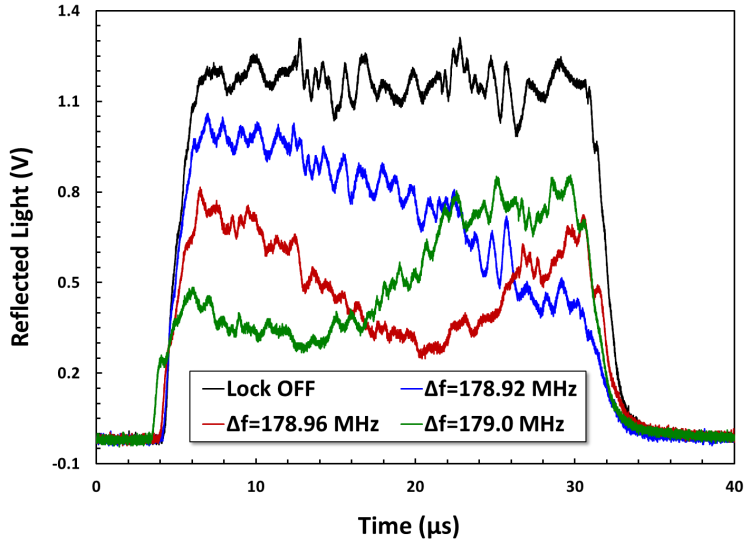 1.4
1.1
0.8
0.5
0.2
-0.1
Reflected Light (V)
Lock OFF
Δf=178.92 MHz
Δf=178.96 MHz
Δf=179.0 MHz
0
10
20
30
40
Time (µs)